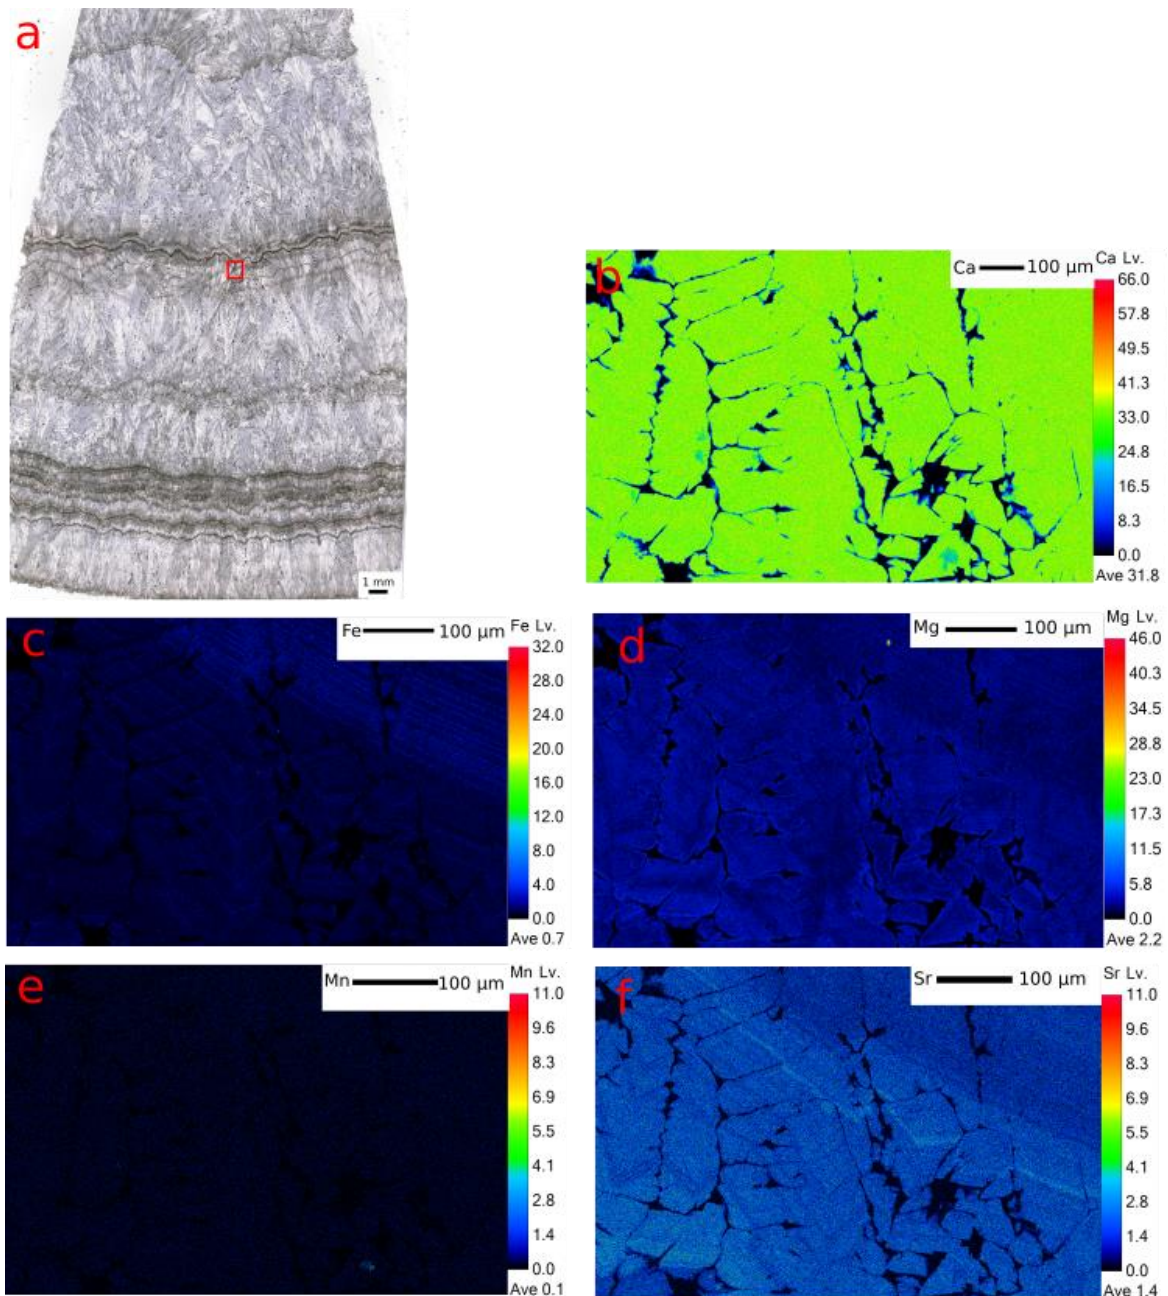 a
1 mm
b
Ca 100 µm
Ca Lv.
66.0
57.8
49.5
41.3
33.0
24.8
16.5
8.3
0.0
Ave 31.8
c
Fe 100 µm
Fe Lv.
32.0
28.0
24.0
20.0
16.0
12.0
8.0
4.0
0.0
Ave 0.7
d
Mg 100 µm
Mg Lv.
46.0
40.3
34.5
28.8
23.0
17.3
11.5
5.8
0.0
Ave 2.2
e
Mn 100 µm
Mn Lv.
11.0
9.6
8.3
6.9
5.5
4.1
2.8
1.4
0.0
Ave 0.1
f
Sr 100 µm
Sr Lv.
11.0
9.6
8.3
6.9
5.5
4.1
2.8
1.4
0.0
Ave 1.4